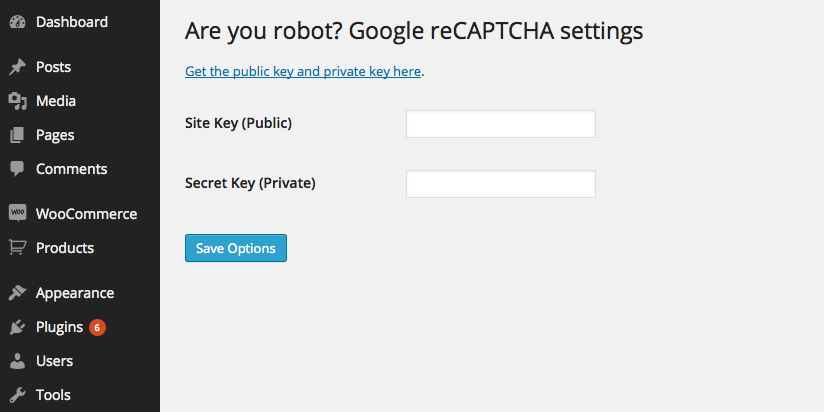 Dashboard
Posts
Media
Pages
Comments
WOO
WooCommerce
Products
Appearance
Plugins 6
Users
Tools
Are you robot? Google reCAPTCHA settings
Get the public key and private key here.
Site Key (Public)
Secret Key (Private)
Save Options